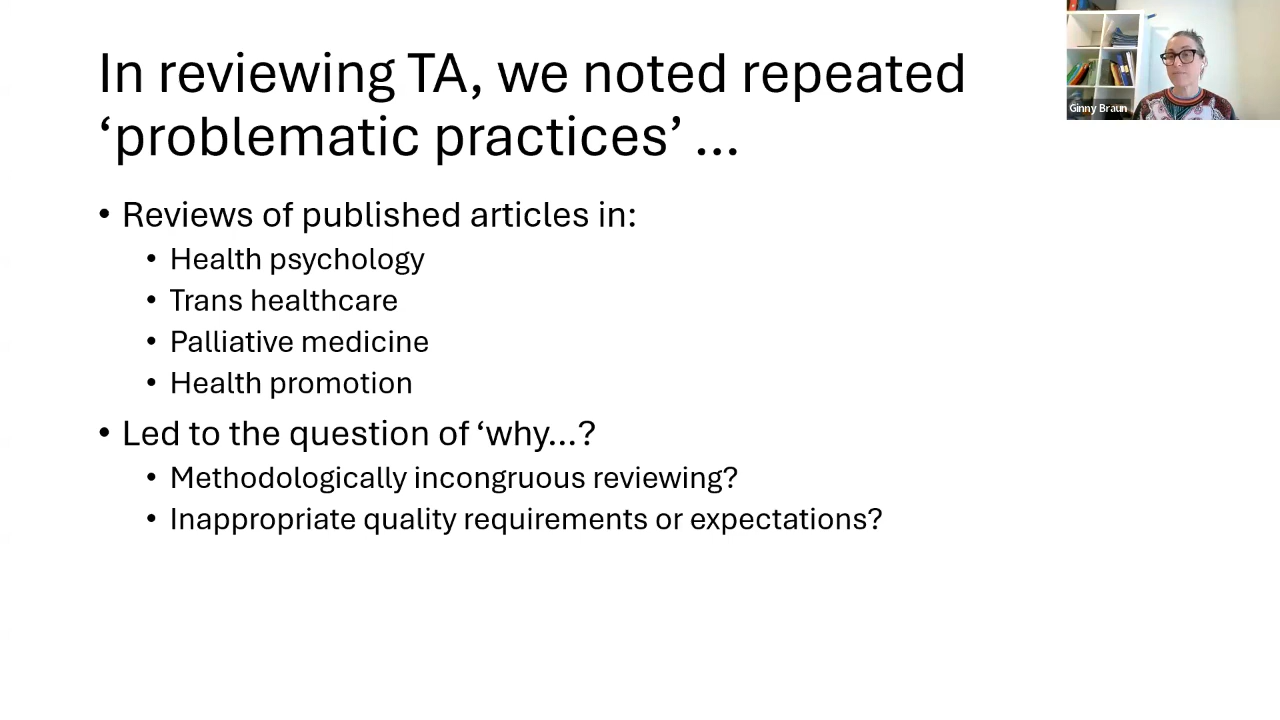 In reviewing TA, we noted repeated
‘problematic practices’ …
• Reviews of published articles in:
• Health psychology
• Trans healthcare
• Palliative medicine
• Health promotion
• Led to the question of ‘why…?
• Methodologically incongruous reviewing?
• Inappropriate quality requirements or expectations?
Ginny Braun